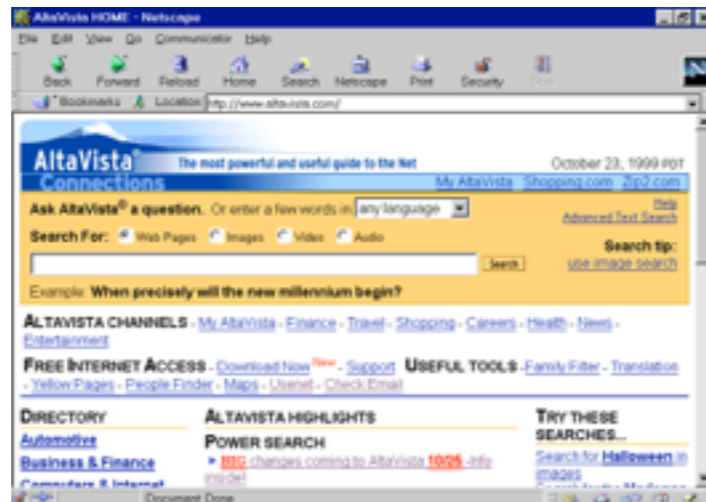 AltaVista HOME - Netscape
File Edit View Go Communicator Help
Back Forward Reload Home Search Netscape Print Security Stop
Bookmarks Location: http://www.altavista.com/
AltaVista® The most powerful and useful guide to the Net October 23, 1999 PDT
Connections My AltaVista Shopping.com Zip2.com
Ask AltaVista® a question. Or enter a few words in any language Help
Advanced Text Search
Search For: Web Pages Images Video Audio
Search tip:
Search use image search
Example: When precisely will the new millennium begin?
ALTAVISTA CHANNELS - My AltaVista - Finance - Travel - Shopping - Careers - Health - News -
Entertainment
FREE INTERNET ACCESS - Download Now New - Support USEFUL TOOLS - Family Filter - Translation
- Yellow Pages - People Finder - Maps - Usenet - Check Email
DIRECTORY ALTAVISTA HIGHLIGHTS TRY THESE
SEARCHES...
Automotive POWER SEARCH
Business & Finance BIG changes coming to AltaVista 10/25 -info Search for Halloween in
inside! images
Computers & Internet Search for
Document: Done